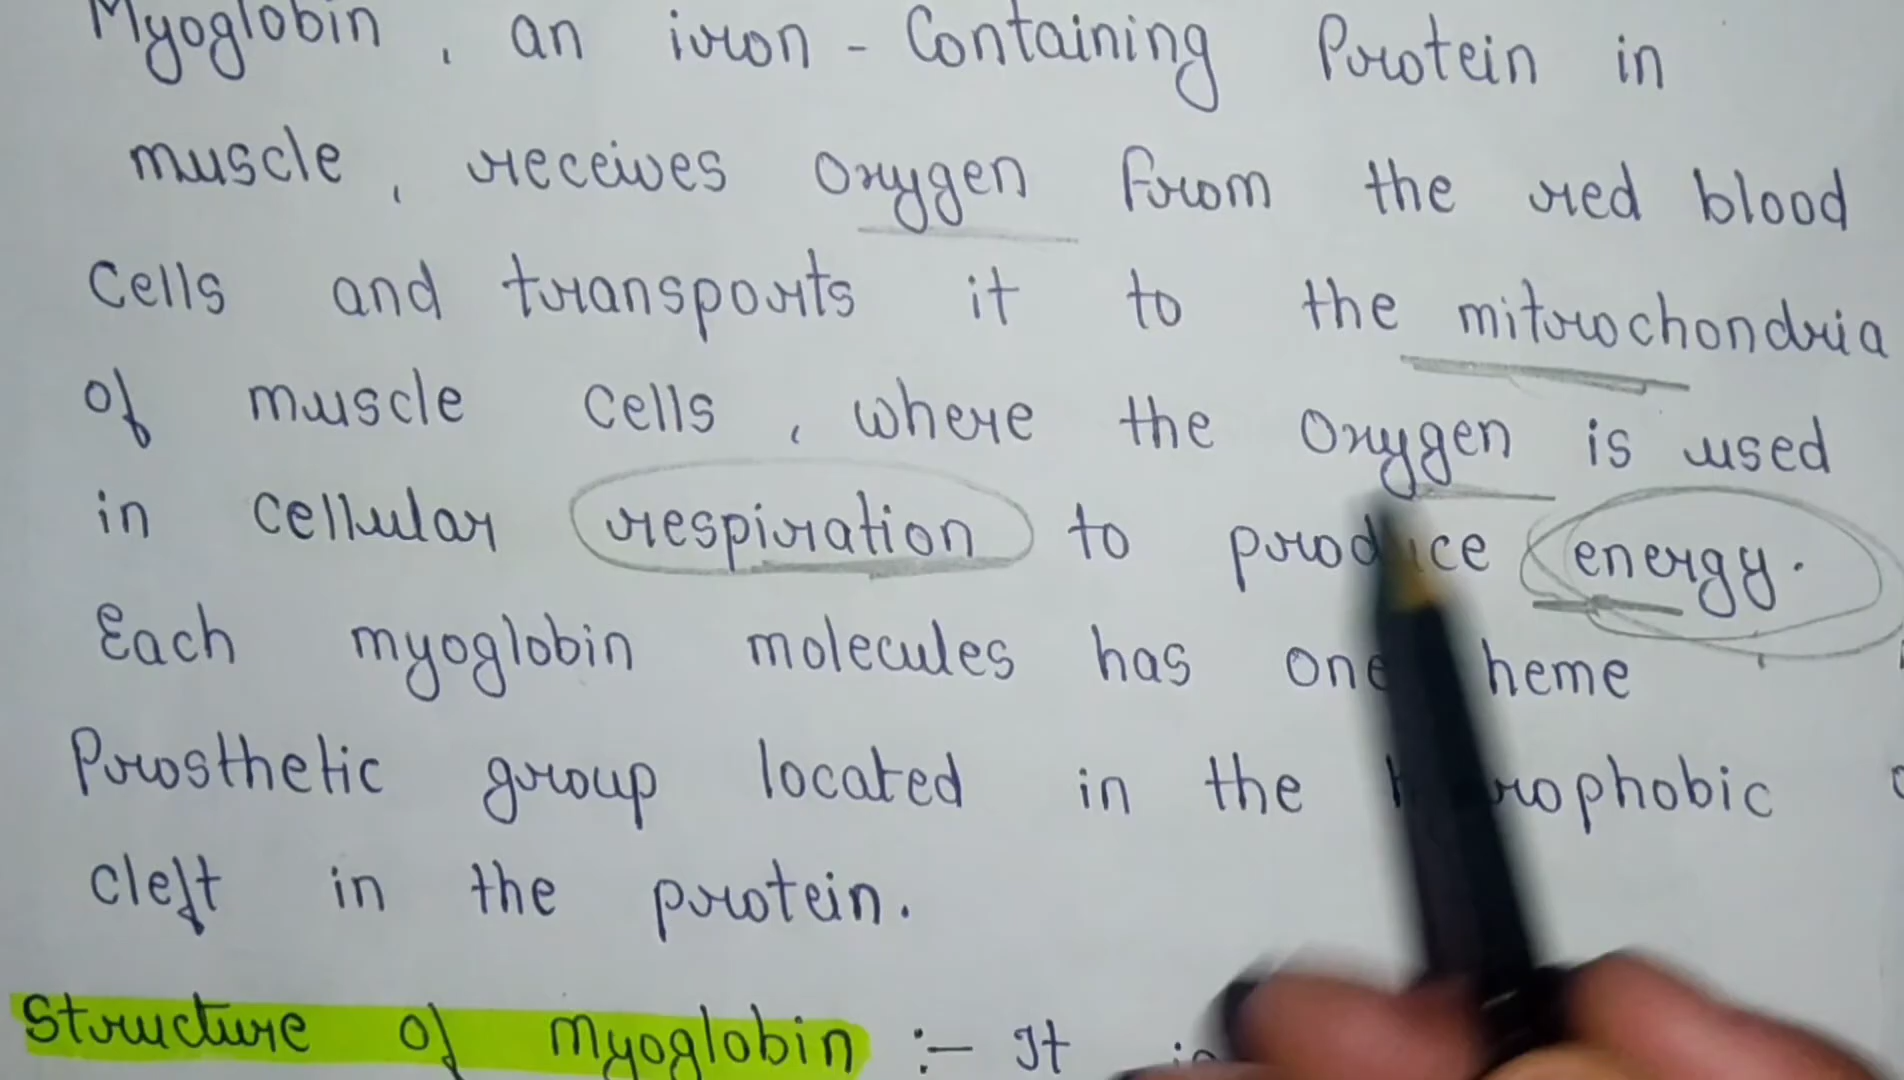 Myoglobin, an iron - Containing Protein in
muscle, receives oxygen from the red blood
Cells and transports it to the mitrochondria
of muscle cells, where the oxygen is used
in cellular respiration to produce energy.
Each myoglobin molecules has one heme
Prosthetic group located in the
cleft in the protein.
Structure of myoglobin :- It